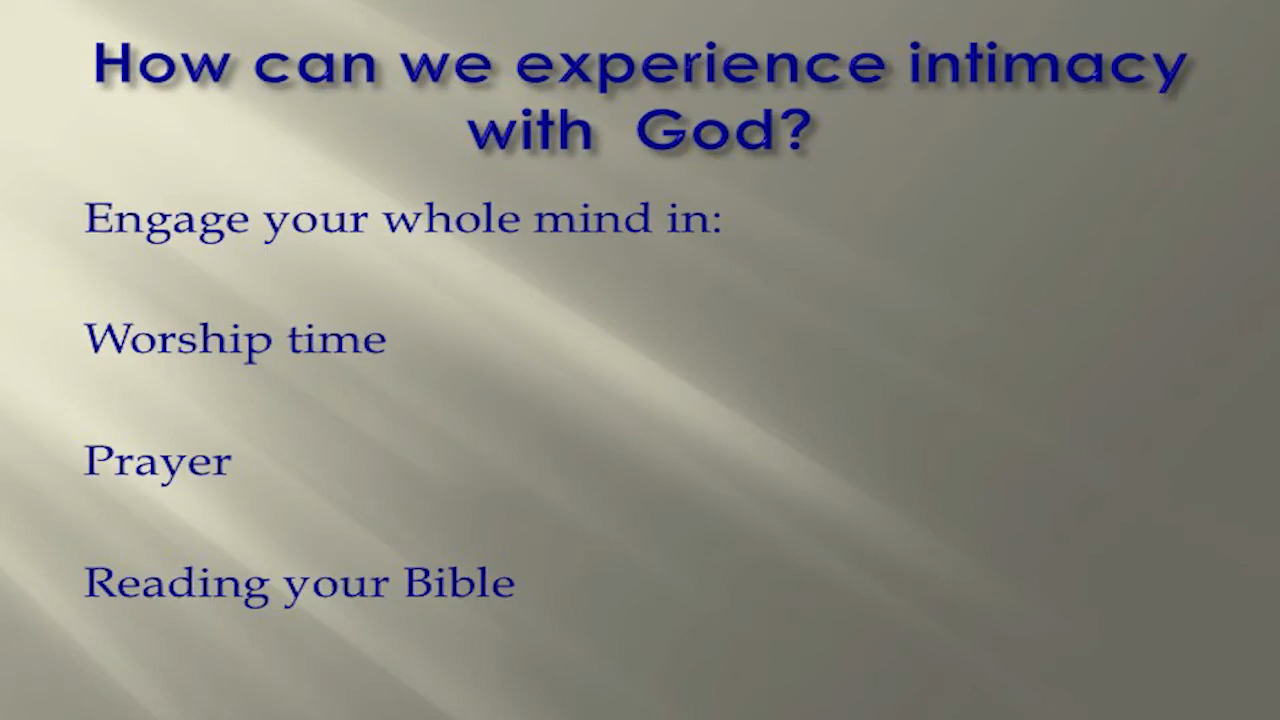 How can we experience intimacy
with God?
Engage your whole mind in:
Worship time
Prayer
Reading your Bible